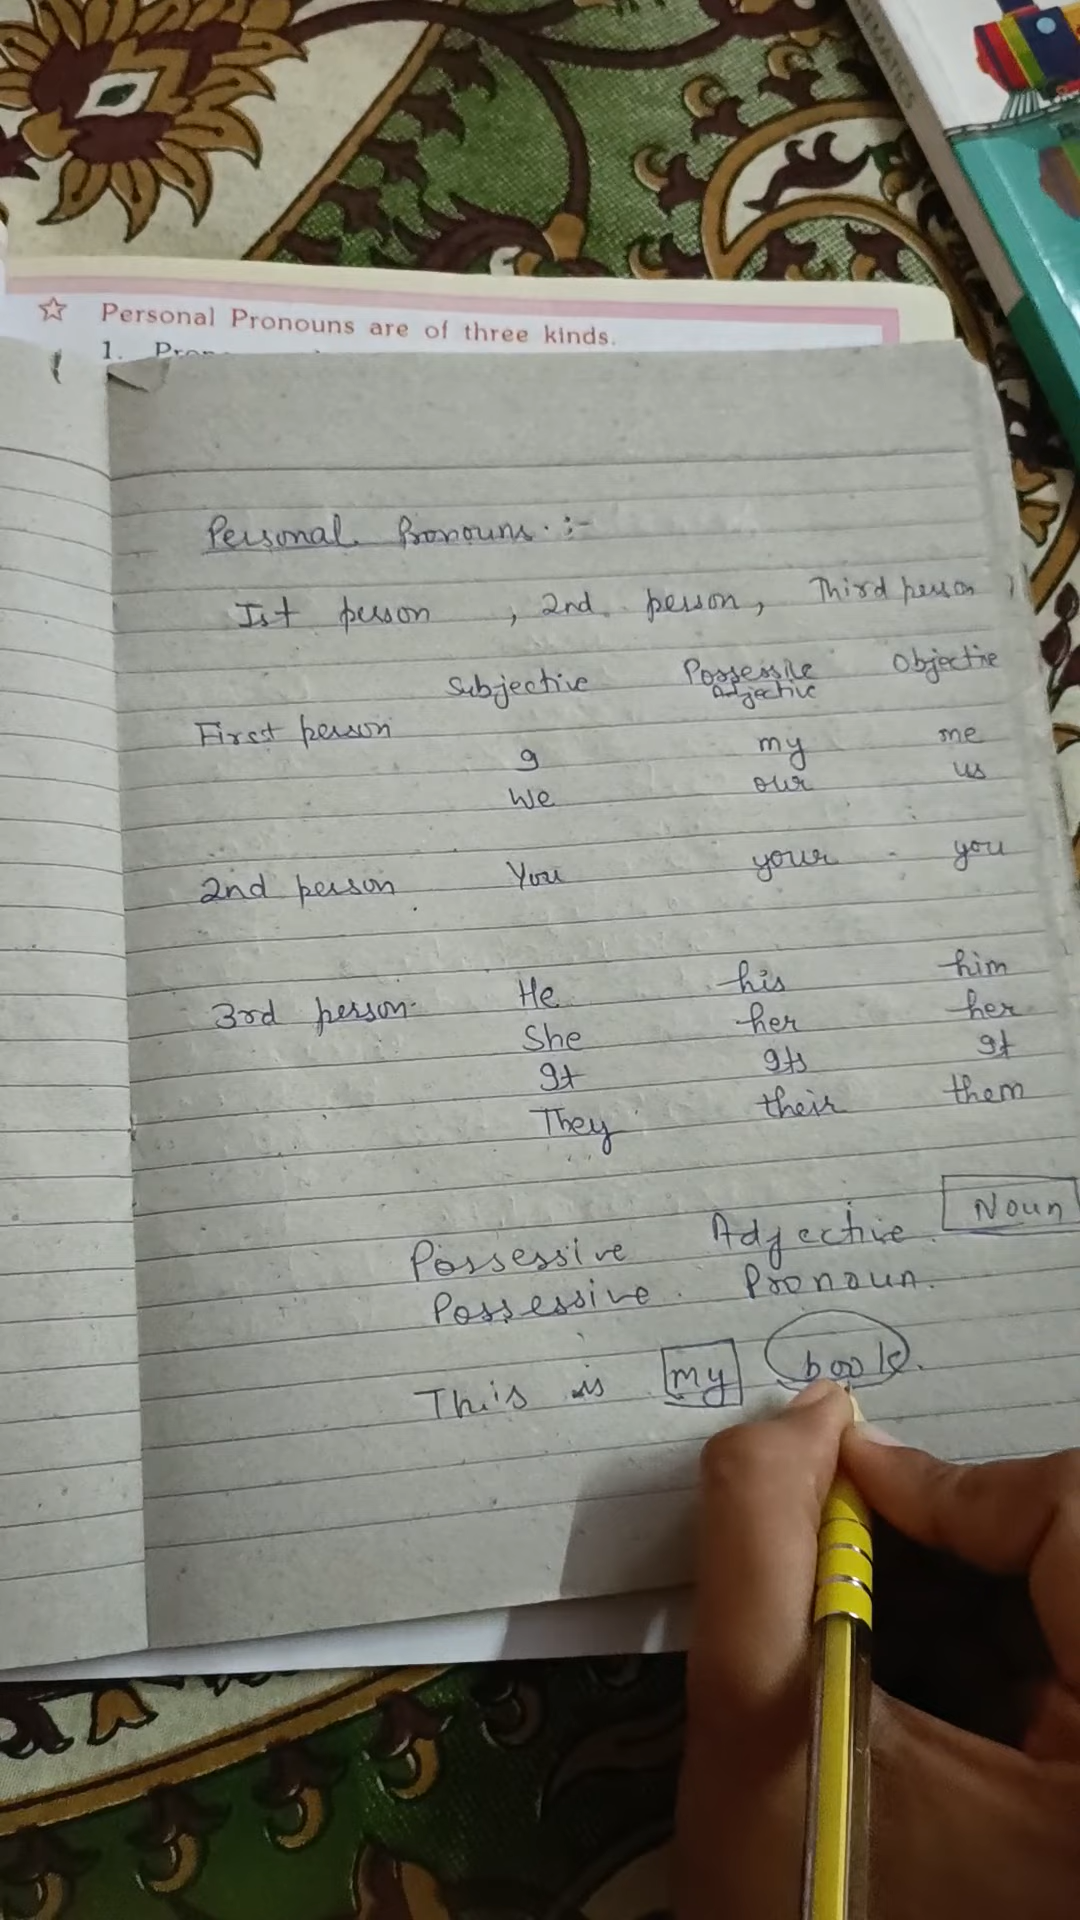 MATICS
☆ Personal Pronouns are of three kinds.
1.
Personal Pronouns :-
Ist person , 2nd person, Third person
Subjective Possessive Adjective Objective
First person
I my me
We our us
2nd person You your you
3rd person He his him
She her her
It Its It
They their them
Possessive Adjective. Noun
Possessive Pronoun.
This is my book.